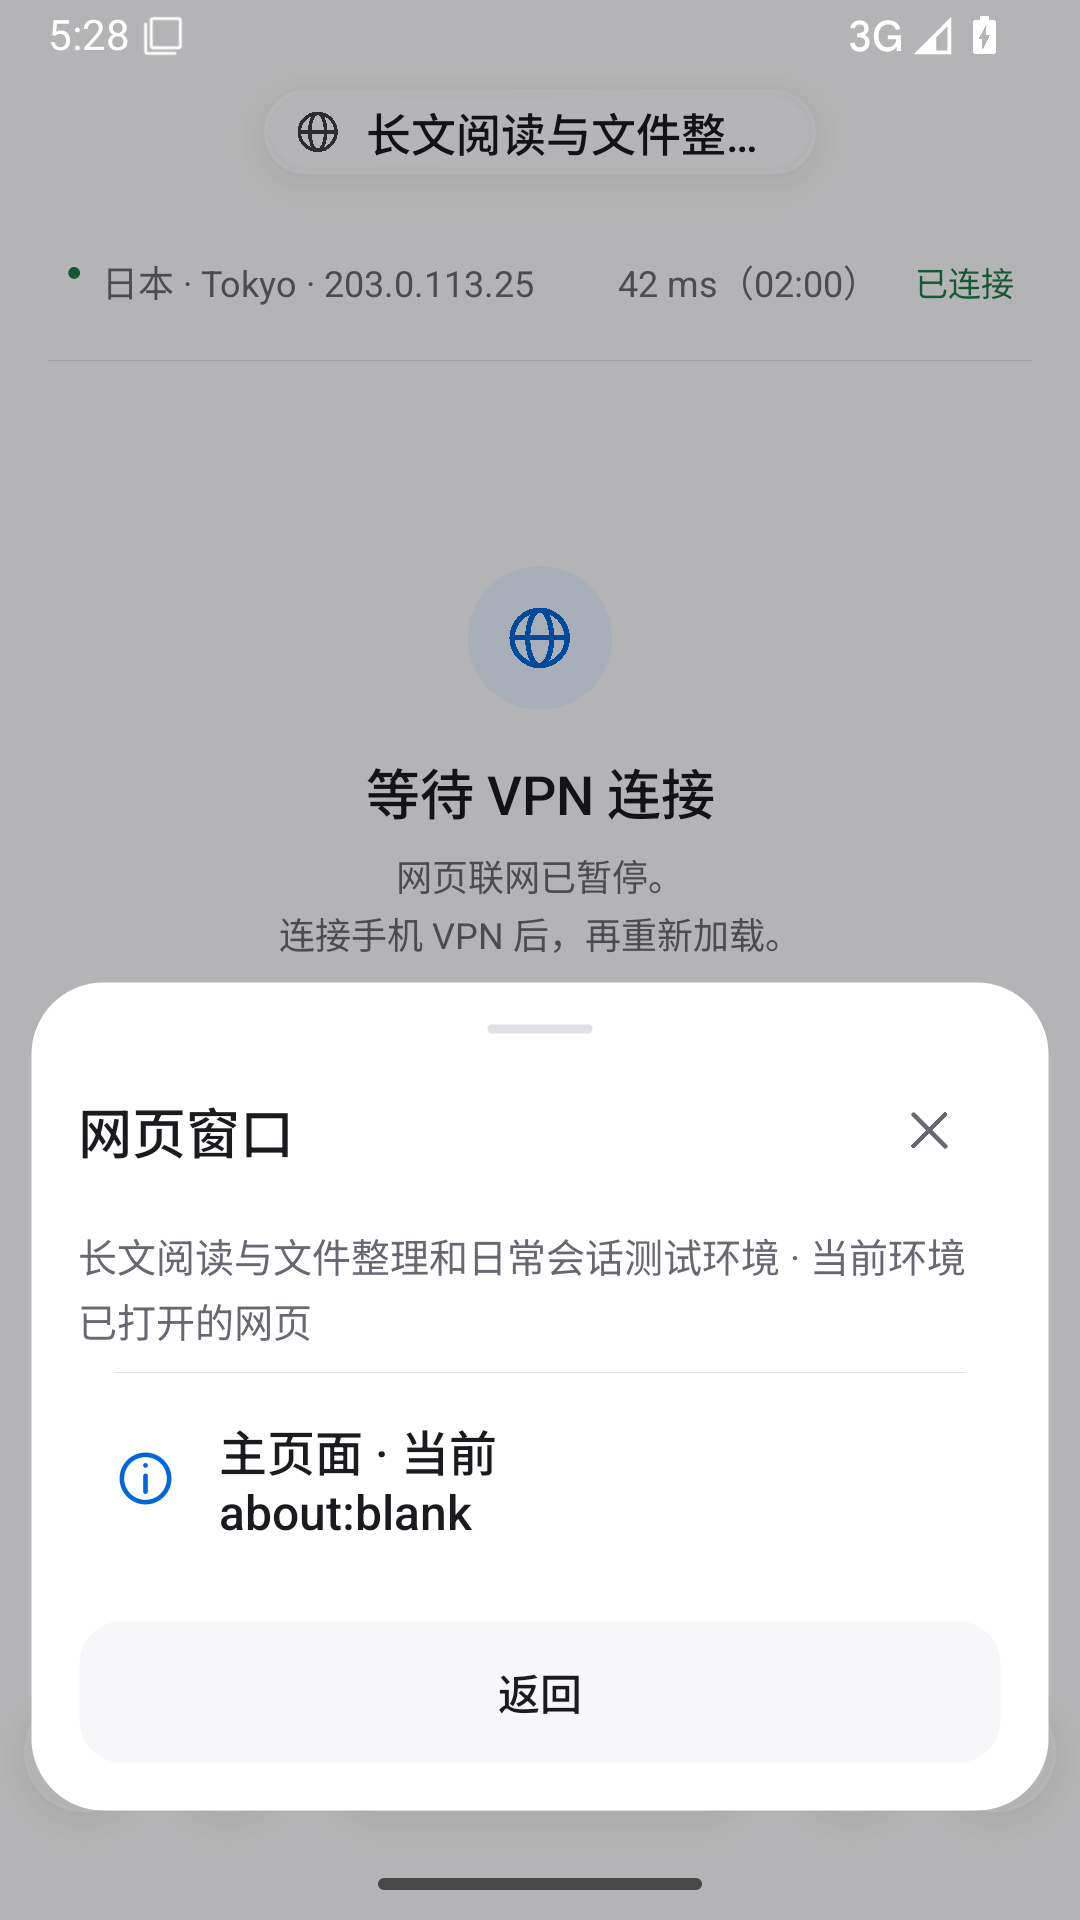 5:28
3G
长文阅读与文件整...
日本 · Tokyo · 203.0.113.25 42 ms（02:00） 已连接
等待 VPN 连接
网页联网已暂停。
连接手机 VPN 后，再重新加载。
网页窗口
长文阅读与文件整理和日常会话测试环境 · 当前环境
已打开的网页
主页面 · 当前
about:blank
返回